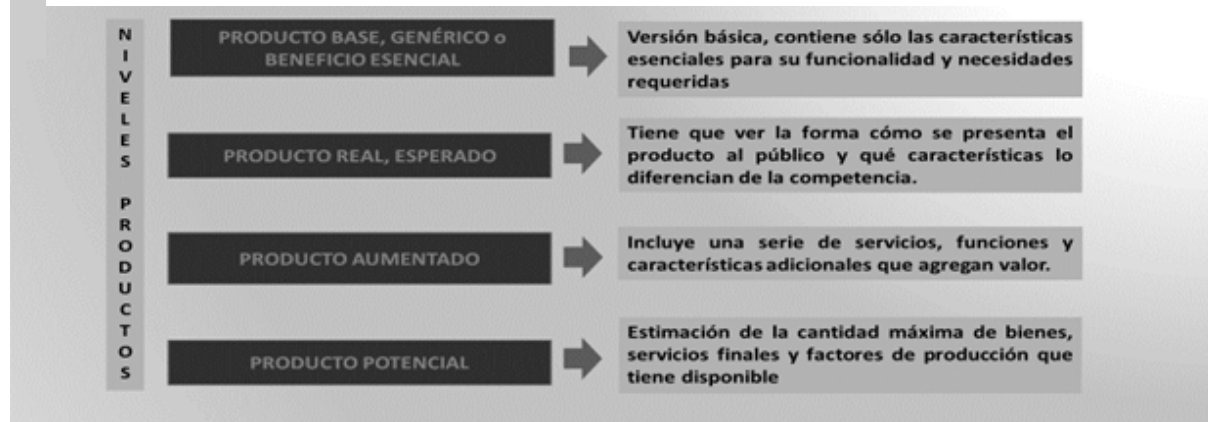 NIVELES PRODUCTOS
PRODUCTO BASE, GENÉRICO o
BENEFICIO ESENCIAL
Versión básica, contiene sólo las características
esenciales para su funcionalidad y necesidades
requeridas
PRODUCTO REAL, ESPERADO
Tiene que ver la forma cómo se presenta el
producto al público y qué características lo
diferencian de la competencia.
PRODUCTO AUMENTADO
Incluye una serie de servicios, funciones y
características adicionales que agregan valor.
PRODUCTO POTENCIAL
Estimación de la cantidad máxima de bienes,
servicios finales y factores de producción que
tiene disponible